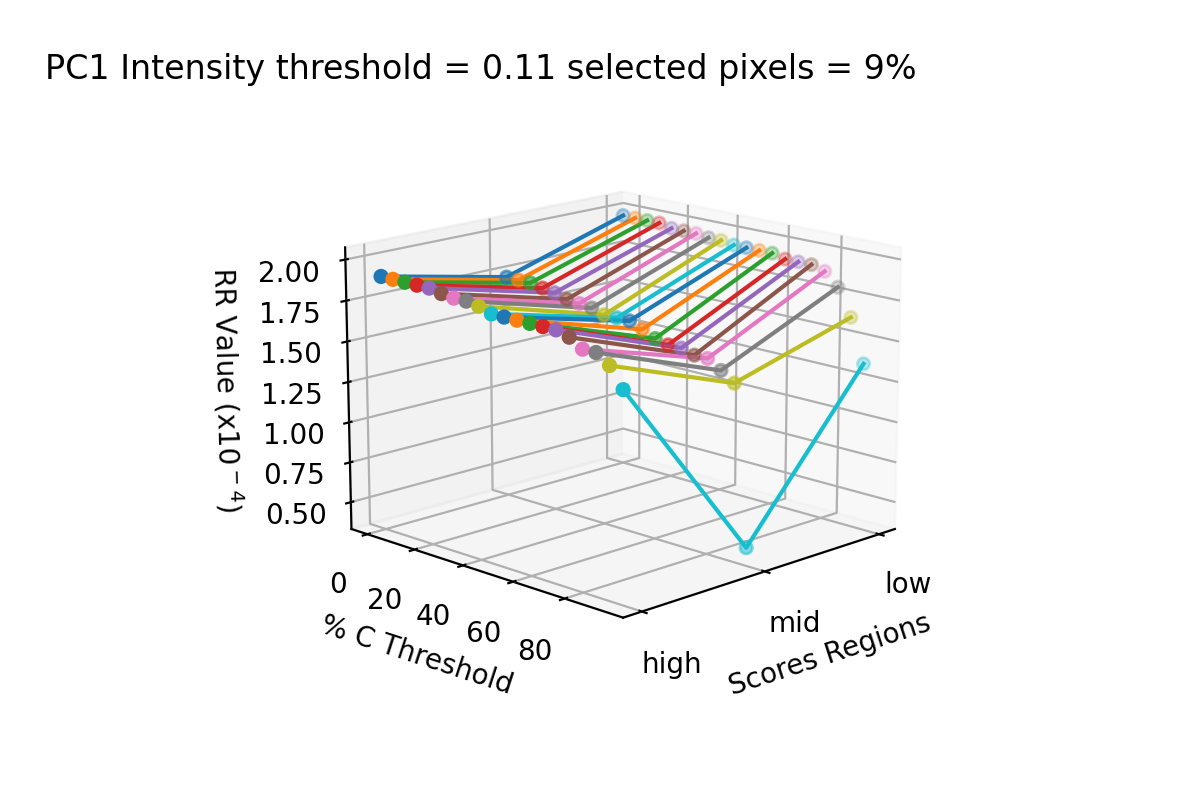 PC1 Intensity threshold = 0.11 selected pixels = 9%
RR Value (x10⁻⁴)
2.00
1.75
1.50
1.25
1.00
0.75
0.50
0
20
40
60
80
% C Threshold
high
mid
low
Scores Regions